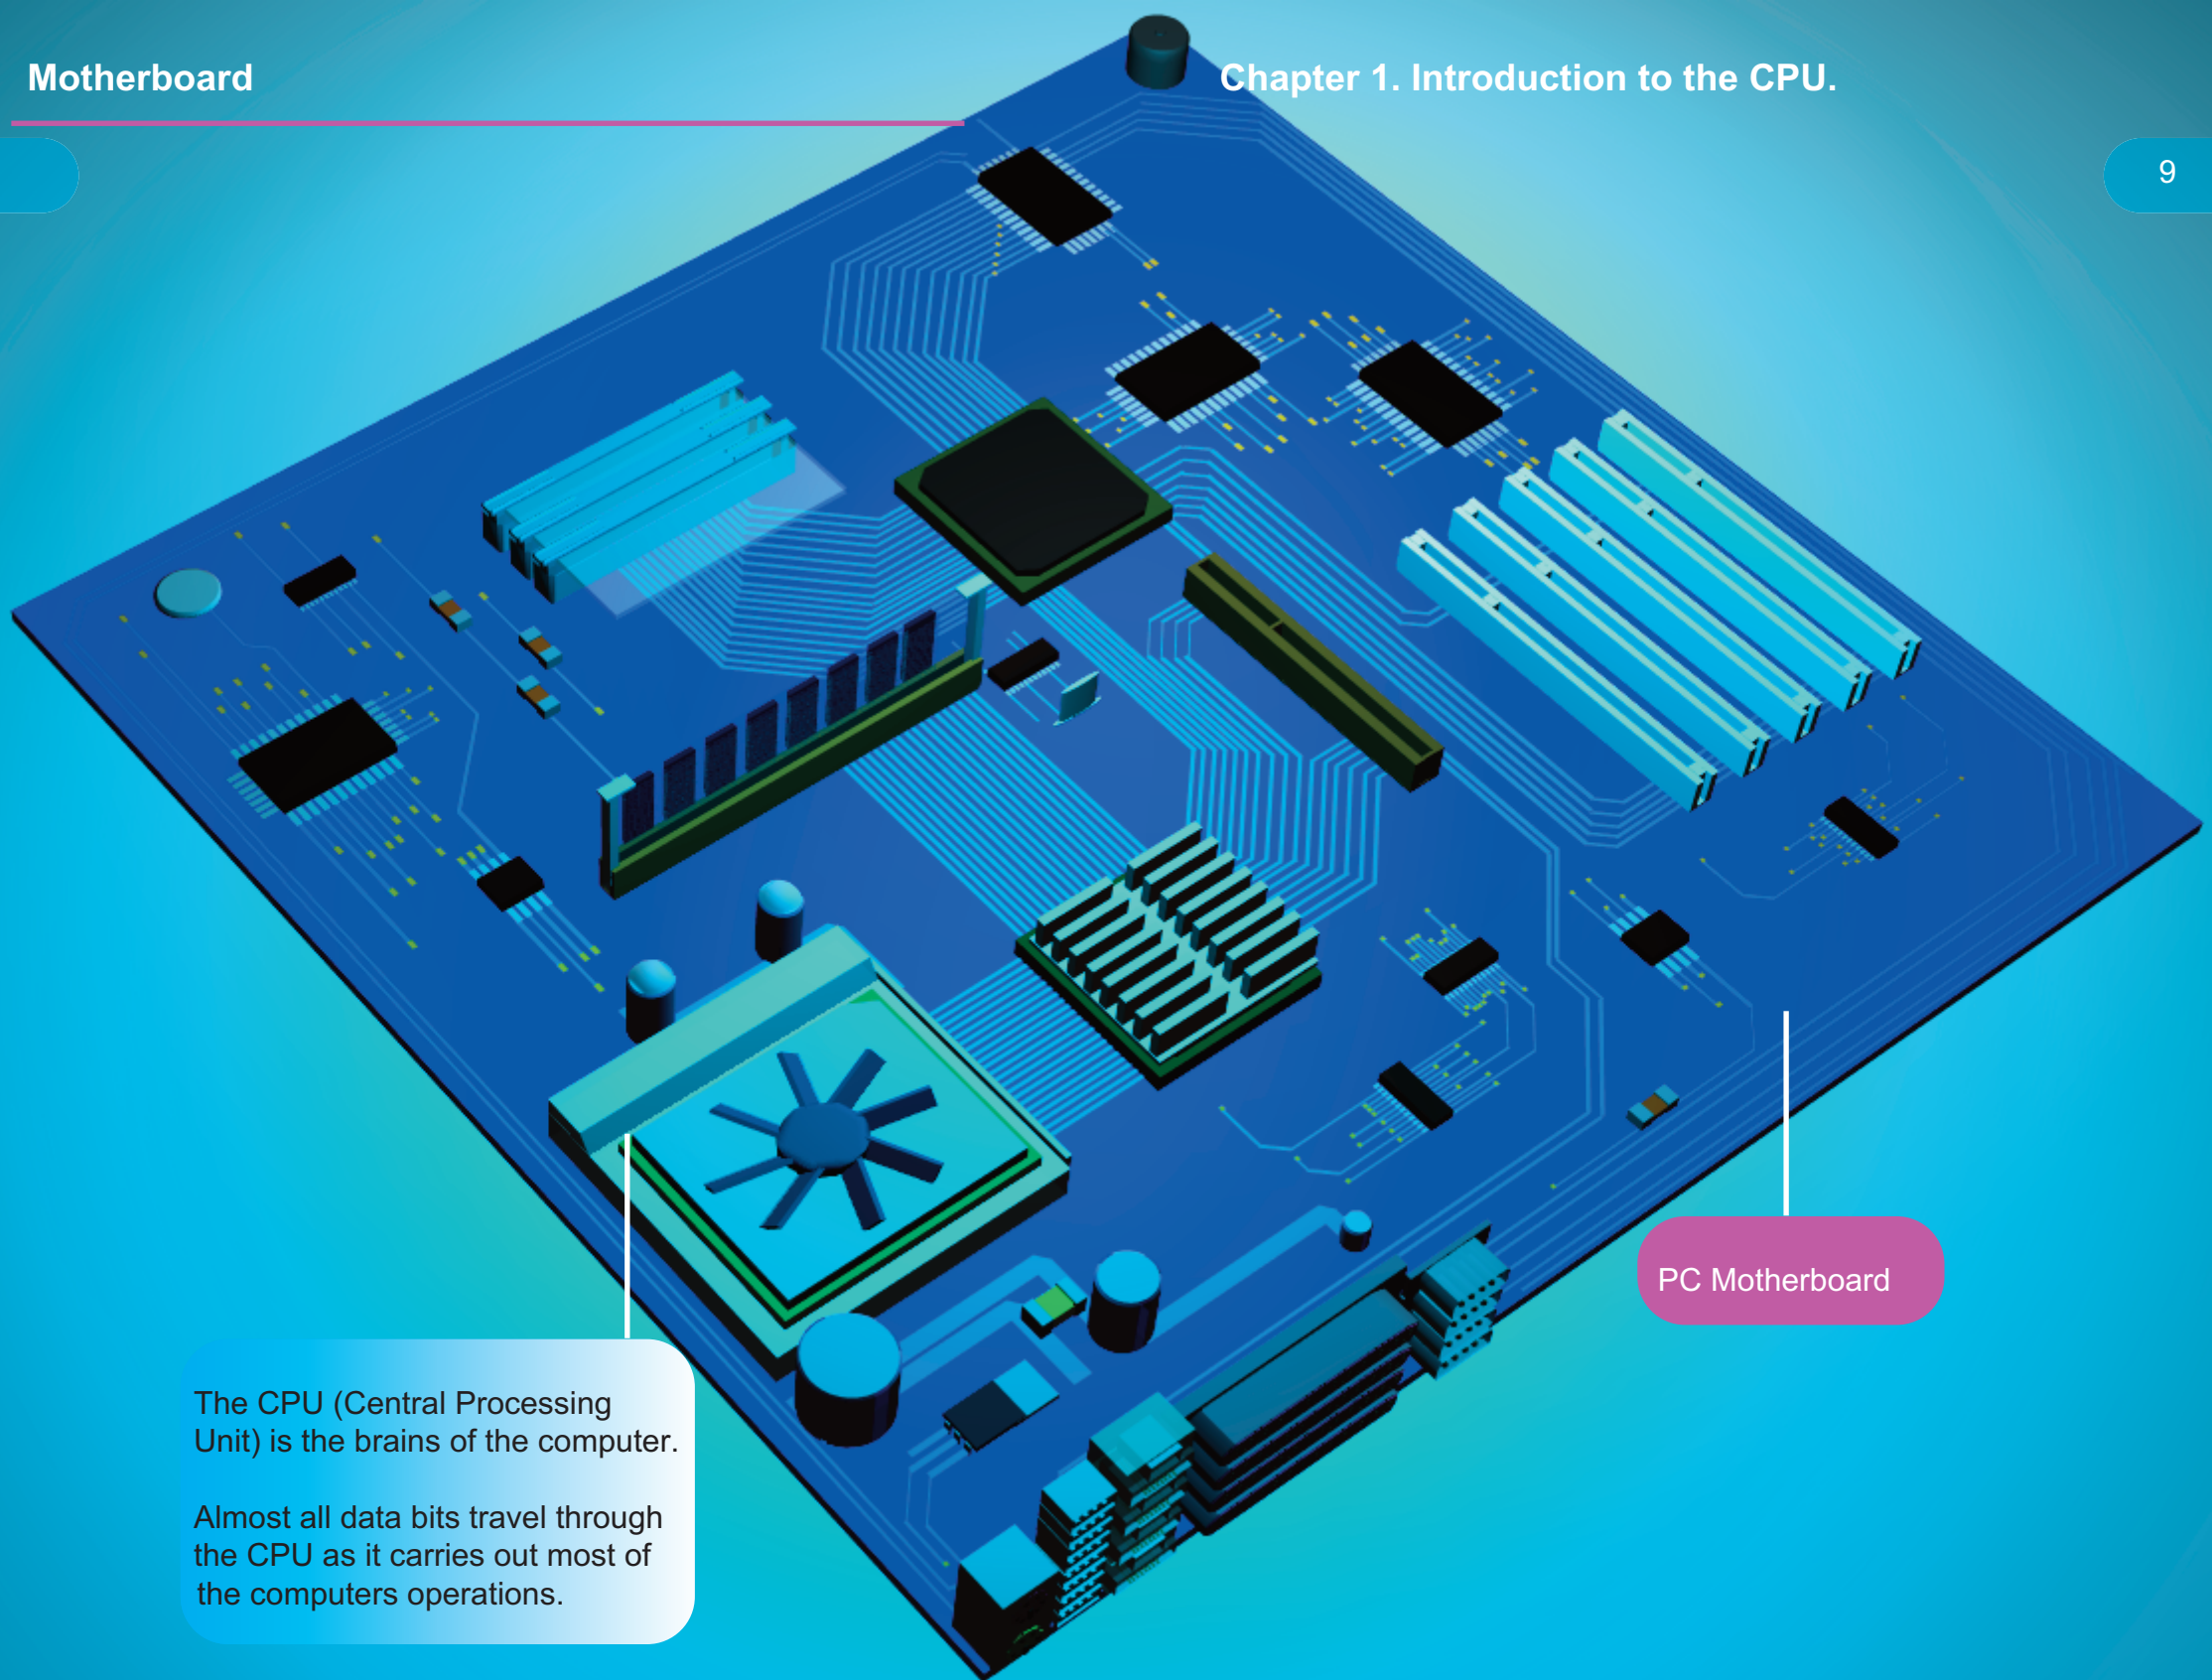 Motherboard
Chapter 1. Introduction to the CPU.
9
PC Motherboard
The CPU (Central Processing
Unit) is the brains of the computer.
Almost all data bits travel through
the CPU as it carries out most of
the computers operations.